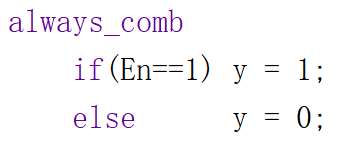 always_comb
    if(En==1) y = 1;
    else      y = 0;